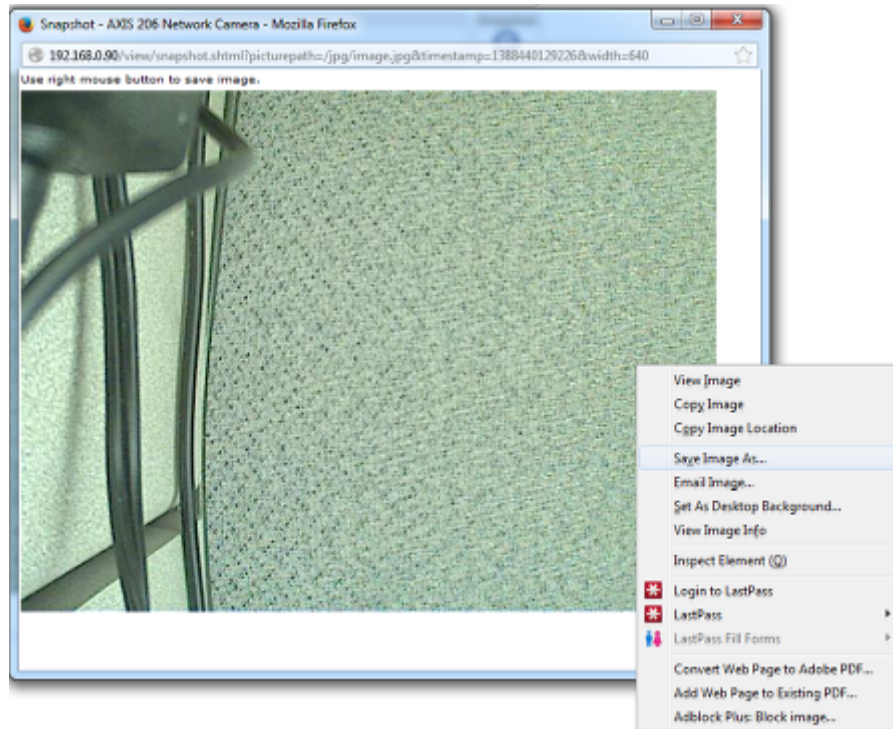 Snapshot - AXIS 206 Network Camera - Mozilla Firefox
192.168.0.90/view/snapshot.shtml?picturepath=/jpg/image.jpg&timestamp=1388440129226&width=640
Use right mouse button to save image.
View Image
Copy Image
Copy Image Location
Save Image As...
Email Image...
Set As Desktop Background...
View Image Info
Inspect Element (Q)
Login to LastPass
LastPass
LastPass Fill Forms
Convert Web Page to Adobe PDF...
Add Web Page to Existing PDF...
Adblock Plus: Block image...